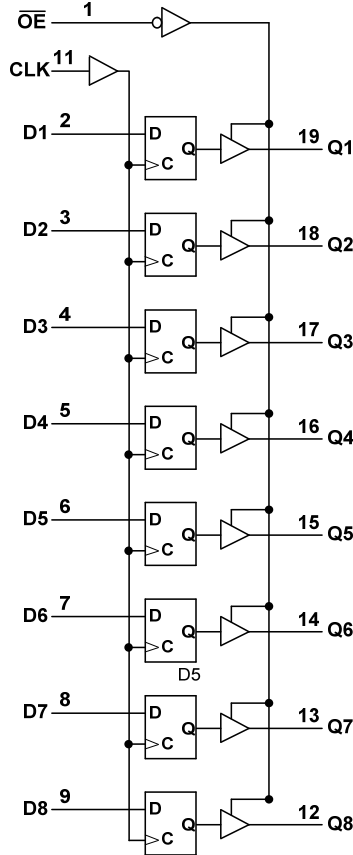 OE 1
CLK 11
D1 2 D Q C 19 Q1
D2 3 D Q C 18 Q2
D3 4 D Q C 17 Q3
D4 5 D Q C 16 Q4
D5 6 D Q C 15 Q5
D6 7 D Q C 14 Q6
D5
D7 8 D Q C 13 Q7
D8 9 D Q C 12 Q8